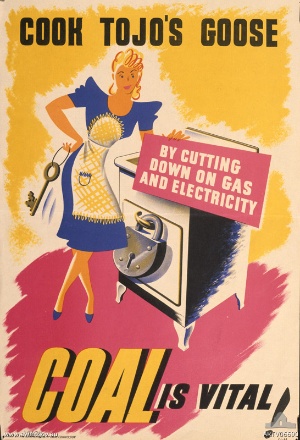 COOK TOJO'S GOOSE
BY CUTTING
DOWN ON GAS
AND ELECTRICITY
COAL IS VITAL